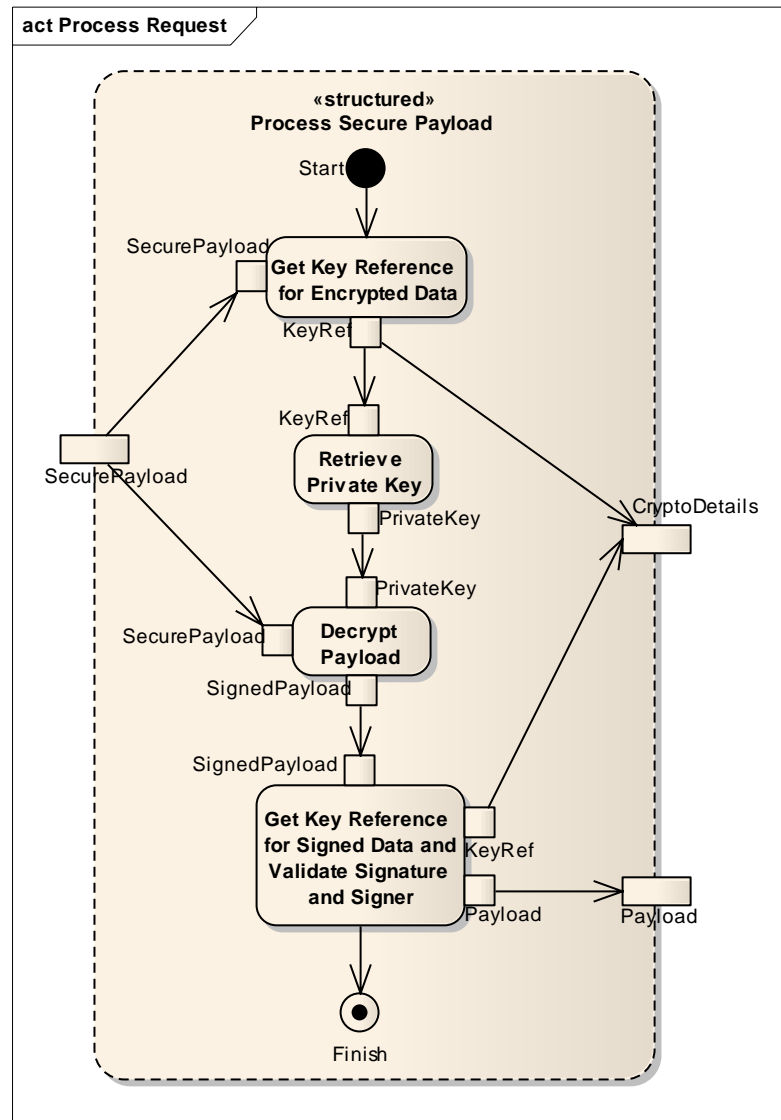 act Process Request
«structured»
Process Secure Payload
Start
SecurePayload
Get Key Reference
for Encrypted Data
KeyRef
KeyRef
SecurePayload
Retrieve
Private Key
CryptoDetails
PrivateKey
PrivateKey
SecurePayload
Decrypt
Payload
SignedPayload
SignedPayload
Get Key Reference
for Signed Data and
Validate Signature
and Signer
KeyRef
Payload
Payload
Finish